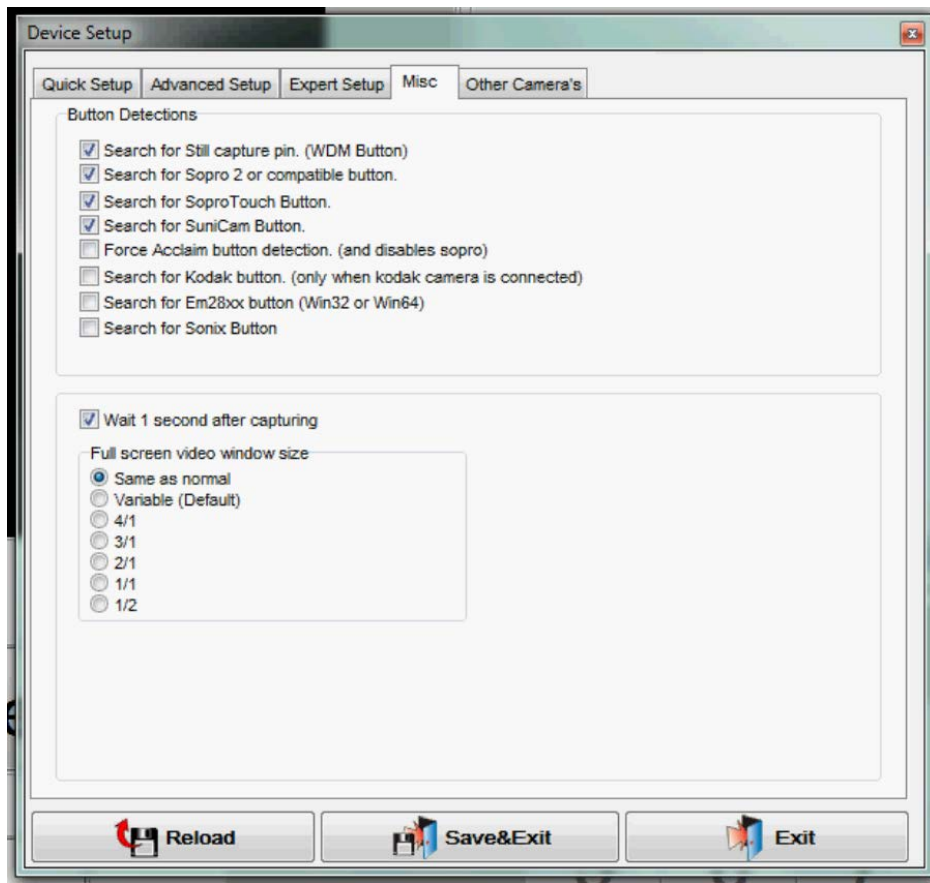 Device Setup
Quick Setup Advanced Setup Expert Setup Misc Other Camera's
Button Detections
Search for Still capture pin. (WDM Button)
Search for Sopro 2 or compatible button.
Search for SoproTouch Button.
Search for SuniCam Button.
Force Acclaim button detection. (and disables sopro)
Search for Kodak button. (only when kodak camera is connected)
Search for Em28xx button (Win32 or Win64)
Search for Sonix Button
Wait 1 second after capturing
Full screen video window size
Same as normal
Variable (Default)
4/1
3/1
2/1
1/1
1/2
Reload Save&Exit Exit